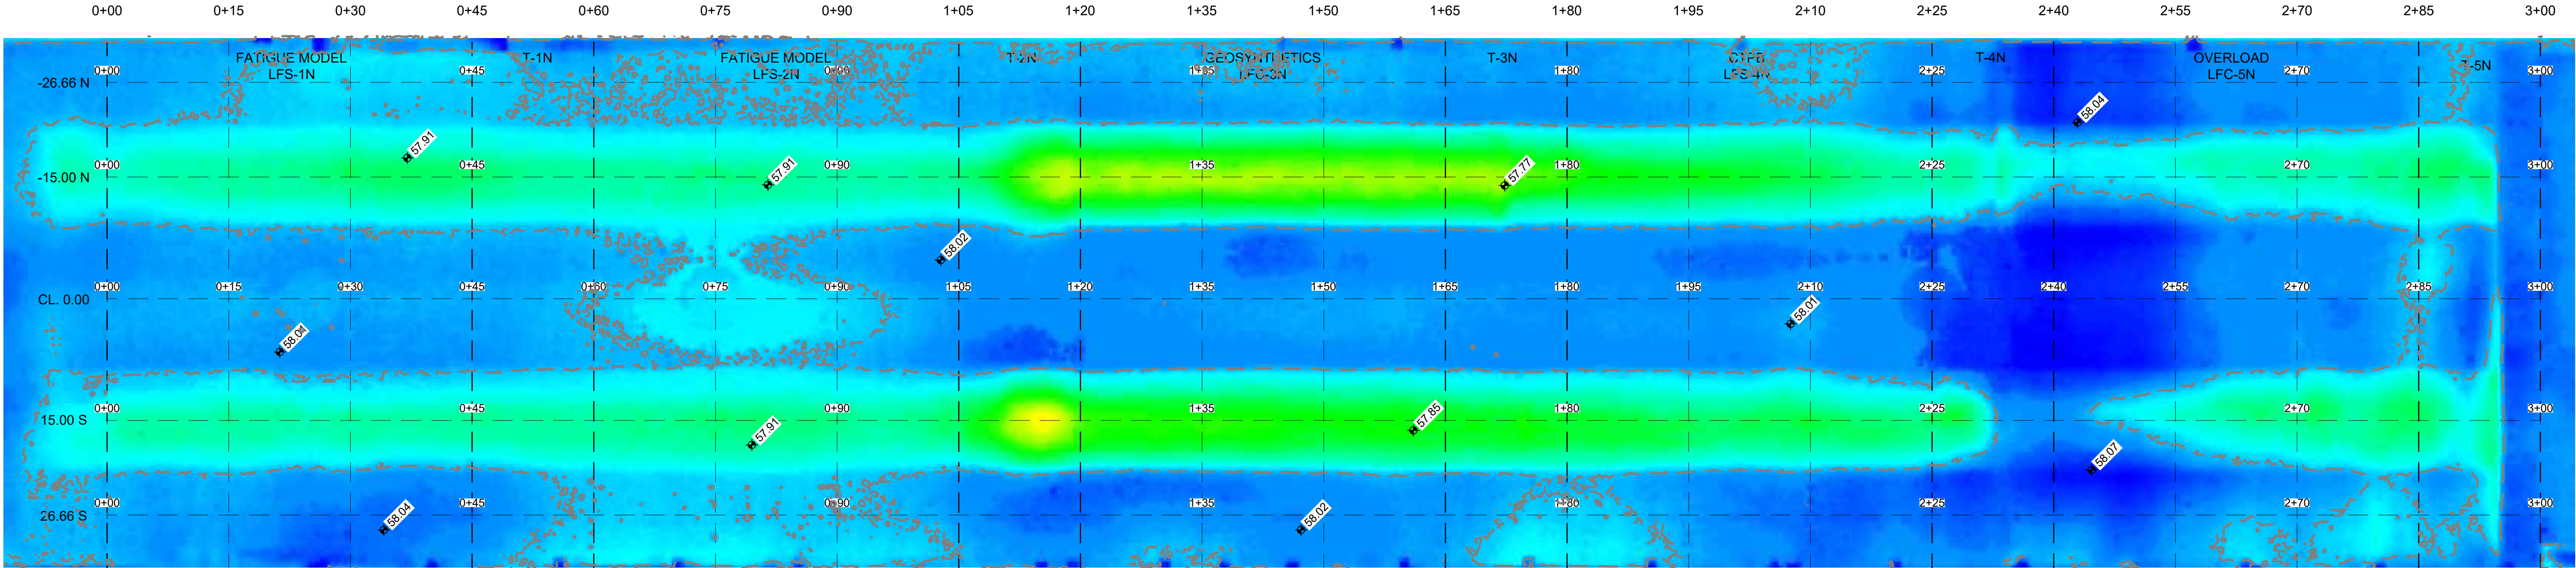 0+00 0+15 0+30 0+45 0+60 0+75 0+90 1+05 1+20 1+35 1+50 1+65 1+80 1+95 2+10 2+25 2+40 2+55 2+70 2+85 3+00
FATIGUE MODEL T-1N FATIGUE MODEL T-2N GEOSYNTHETICS T-3N CTPB T-4N OVERLOAD T-5N
LFS-1N LFS-2N LFC-3N LFS-4N LFC-5N
0+00 0+45 0+90 1+35 1+80 2+25 2+70 3+00
-26.66 N
58.04
57.91
0+00 0+45 0+90 1+35 1+80 2+25 2+70 3+00
57.91 57.77
-15.00 N
58.02
0+00 0+30 0+60 0+75 0+90 1+05 1+20 1+35 1+50 1+65 1+80 1+95 2+10 2+25 2+40 2+55 2+70 2+85 3+00
CL. 0.00
58.01
0+00 0+45 0+90 1+35 1+80 2+25 2+70 3+00
15.00 S
57.91 57.85
58.07
0+00 0+45 0+90 1+35 1+80 2+25 2+70 3+00
26.66 S
58.04 58.02